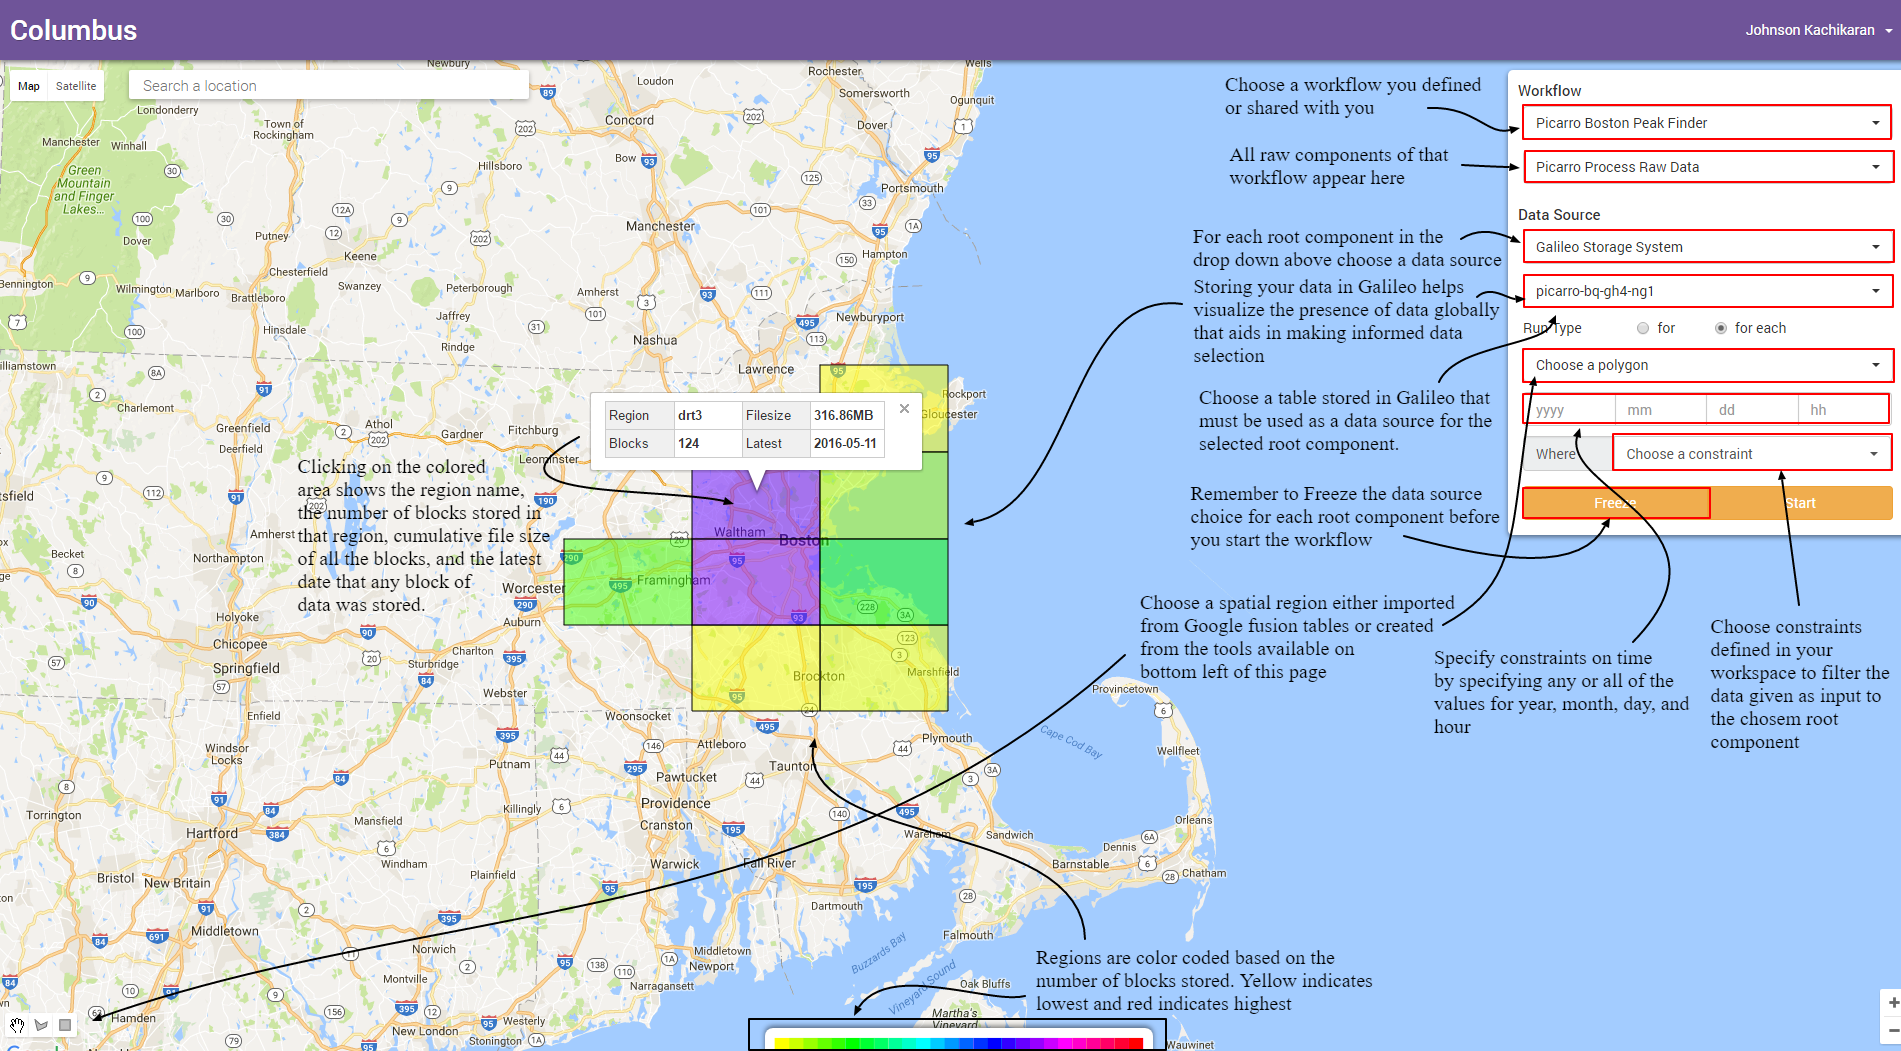 Columbus
Johnson Kachikaran
Map
Satellite
Search a location
Choose a workflow you defined
or shared with you
All raw components of that
workflow appear here
For each root component in the
drop down above choose a data source
Storing your data in Galileo helps
visualize the presence of data globally
that aids in making informed data
selection
Choose a table stored in Galileo that
must be used as a data source for the
selected root component.
Remember to Freeze the data source
choice for each root component before
you start the workflow
Choose a spatial region either imported
from Google fusion tables or created
from the tools available on
bottom left of this page
Specify constraints on time
by specifying any or all of the
values for year, month, day, and
hour
Choose constraints
defined in your
workspace to filter the
data given as input to
the chosem root
component
Regions are color coded based on the
number of blocks stored. Yellow indicates
lowest and red indicates highest
Clicking on the colored
area shows the region name,
the number of blocks stored in
that region, cumulative file size
of all the blocks, and the latest
date that any block of
data was stored.
Workflow
Picarro Boston Peak Finder
Picarro Process Raw Data
Data Source
Galileo Storage System
picarro-bq-gh4-ng1
Run Type
for
for each
Choose a polygon
yyyy mm dd hh
Where
Choose a constraint
Freeze
Start
Region drt3 Filesize 316.86MB
Blocks 124 Latest 2016-05-11
Newbury
Loudon
Rochester
Wells
Londonderry
Somersworth
Ogunquit
Concord
Town of
Rockingham
Dover
Manchester
Winhall
Bow
Hillsboro
Green
Mountain
and Finger
Lakes...
Portsmouth
Manchester
Dover
Putney
Keene
Hampton
Chesterfield
Bennington
Wilmington
Marlboro
Brattleboro
Swanzey
Peterborough
Amherst
Jaffrey
Newburyport
Hinsdale
Rindge
Nashua
Williamstown
Lawrence
Rockport
Gloucester
Charlemont
Athol
Gardner
Fitchburg
Greenfield
Leominster
Waltham
Boston
Amherst
Becket
Northampton
Framingham
Worcester
Holyoke
Auburn
Chicopee
Charlton
Springfield
Sturbridge
Brockton
Marshfield
Webster
Provincetown
Enfield
Woonsocket
Attleboro
Plymouth
Cape Cod Bay
Wellfleet
Windsor
Locks
Putnam
Taunton
Pawtucket
Torrington
Killingly
Providence
Mansfield
Cranston
Hartford
Wareham
Sandwich
Orleans
Dennis
Windham
Warwick
Fall River
Barnstable
Chatham
Bristol
New Britain
Plainfield
Dartmouth
Middletown
Norwich
Falmouth
Buzzards Bay
Middletown
Newport
Montville
Narragansett
Vineyard Sound
Oak Bluffs
Martha's
Vineyard
Hamden
New London
Westerly
Stonington
Wauwinet